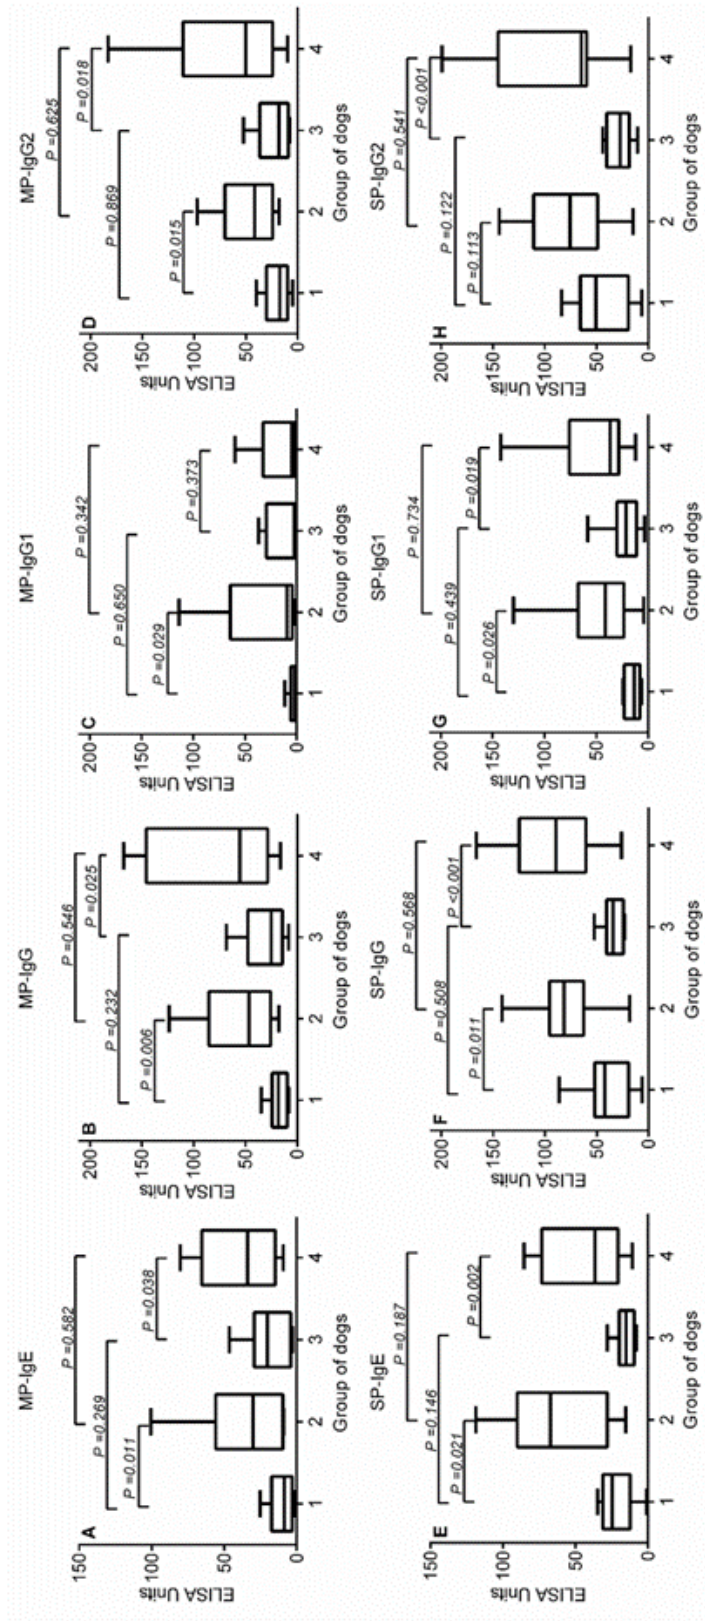 A
MP-IgE
P =0.582
P =0.269
P =0.011
P =0.038
150
100
50
0
ELISA Units
1 2 3 4
Group of dogs
B
MP-IgG
P =0.546
P =0.232
P =0.006
P =0.025
200
150
100
50
0
ELISA Units
1 2 3 4
Group of dogs
C
MP-IgG1
P =0.342
P =0.650
P =0.029
P =0.373
200
150
100
50
0
ELISA Units
1 2 3 4
Group of dogs
D
MP-IgG2
P =0.625
P =0.018
P =0.869
P =0.015
200
150
100
50
0
ELISA Units
1 2 3 4
Group of dogs
E
SP-IgE
P =0.187
P =0.146
P =0.021
P =0.002
150
100
50
0
ELISA Units
1 2 3 4
Group of dogs
F
SP-IgG
P =0.568
P <0.001
P =0.508
P =0.011
200
150
100
50
0
ELISA Units
1 2 3 4
Group of dogs
G
SP-IgG1
P =0.734
P =0.439
P =0.026
P =0.019
200
150
100
50
0
ELISA Units
1 2 3 4
Group of dogs
H
SP-IgG2
P =0.541
P <0.001
P =0.122
P =0.113
200
150
100
50
0
ELISA Units
1 2 3 4
Group of dogs